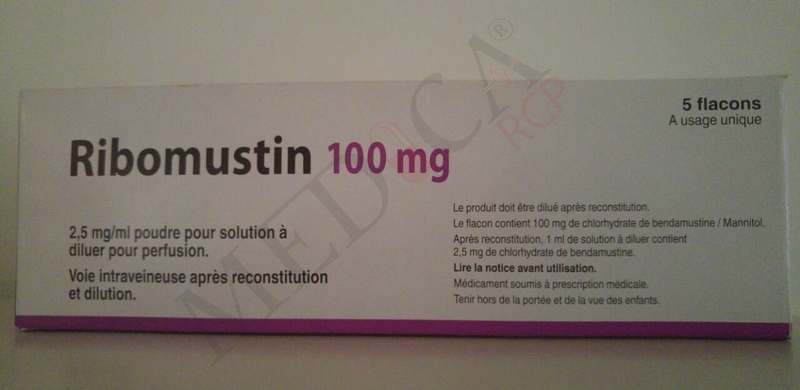 5 flacons
A usage unique
Ribomustin 100 mg
2,5 mg/ml poudre pour solution à
diluer pour perfusion.
Voie intraveineuse après reconstitution
et dilution.
Le produit doit être dilué après reconstitution.
Le flacon contient 100 mg de chlorhydrate de bendamustine / Mannitol.
Après reconstitution, 1 ml de solution à diluer contient
2,5 mg de chlorhydrate de bendamustine.
Lire la notice avant utilisation.
Médicament soumis à prescription médicale.
Tenir hors de la portée et de la vue des enfants.
MEDICA®
RCP